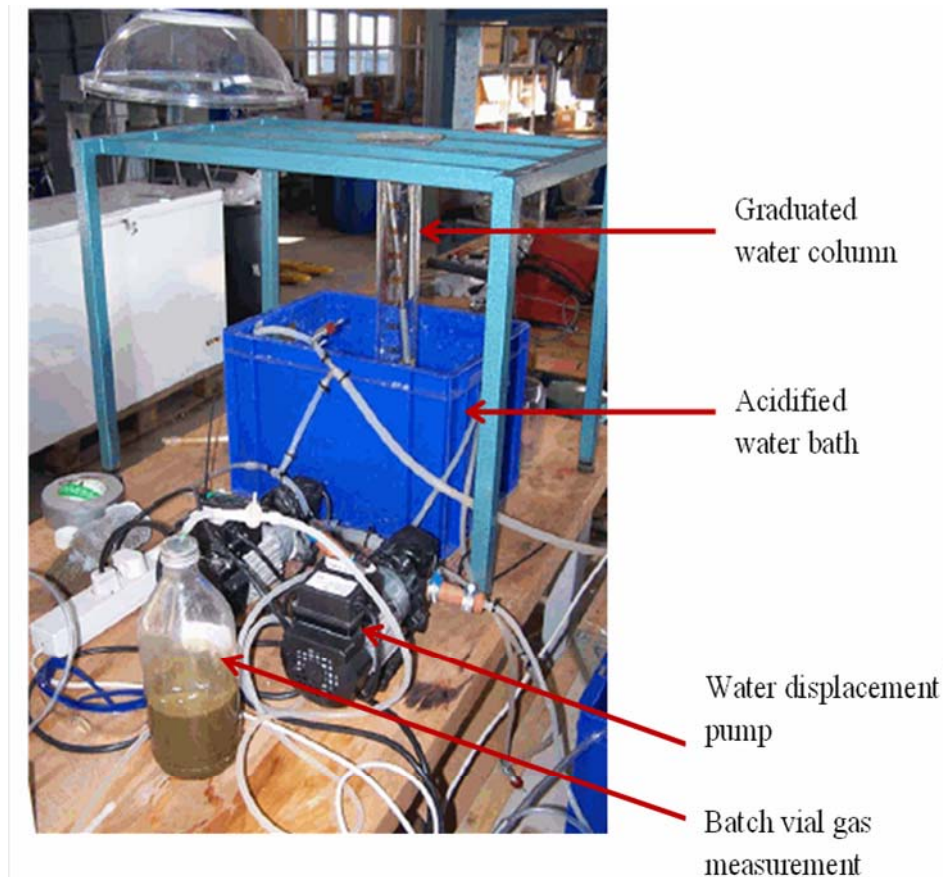 Graduated
water column
Acidified
water bath
Water displacement
pump
Batch vial gas
measurement